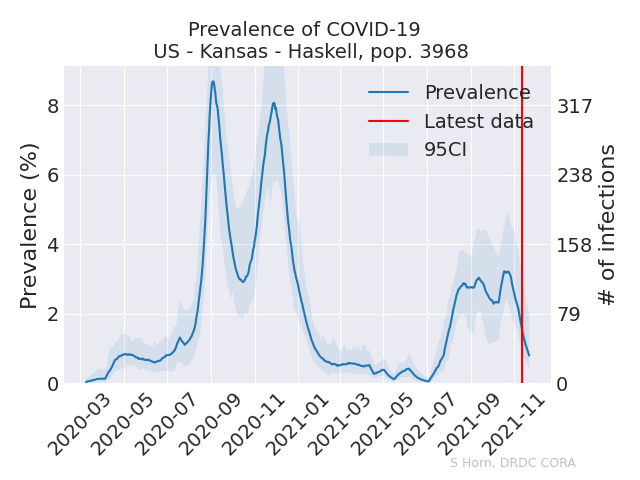 Prevalence of COVID-19
US - Kansas - Haskell, pop. 3968
Prevalence
Latest data
95CI
Prevalence (%)
8
6
4
2
0
317
238
158
79
0
# of infections
2020-03
2020-05
2020-07
2020-09
2020-11
2021-01
2021-03
2021-05
2021-07
2021-09
2021-11
S Horn, DRDC CORA